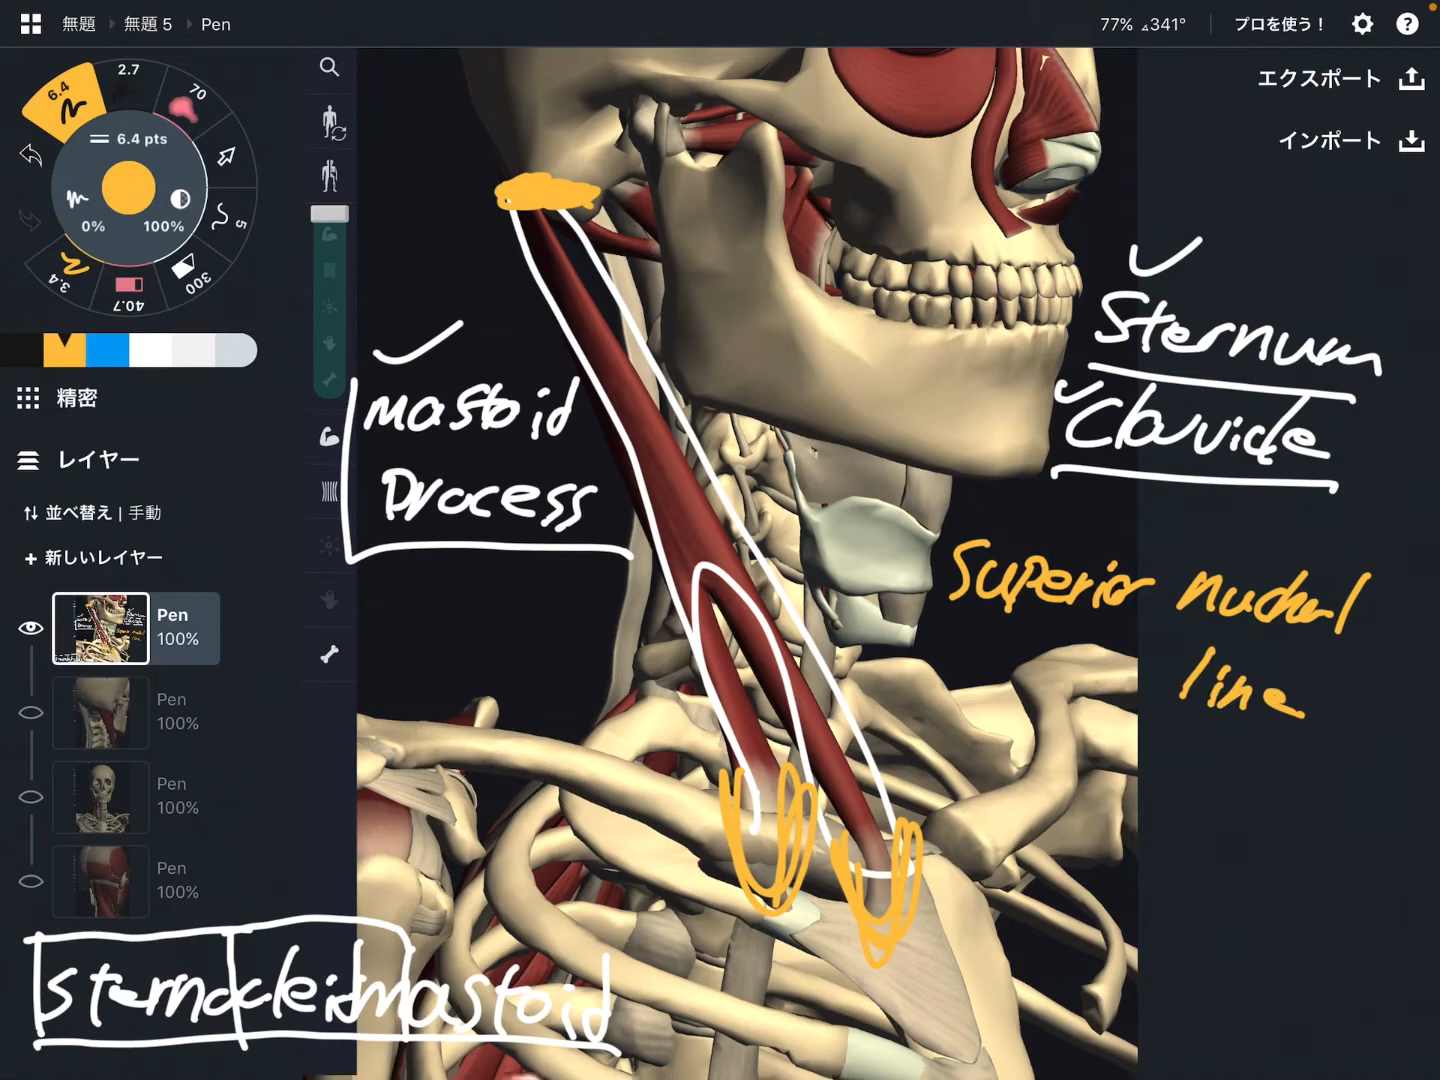 無題 無題 5 Pen
77% ⊿341° プロを使う！
エクスポート
インポート
6.4
2.7
70
5
300
40.7
3.4
6.4 pts
0% 100%
精密
レイヤー
並べ替え | 手動
+ 新しいレイヤー
Pen
100%
Pen
100%
Pen
100%
Pen
100%
mastoid
process
Sternum
Clavicle
Superior nuchal
line
sternocleidomastoid